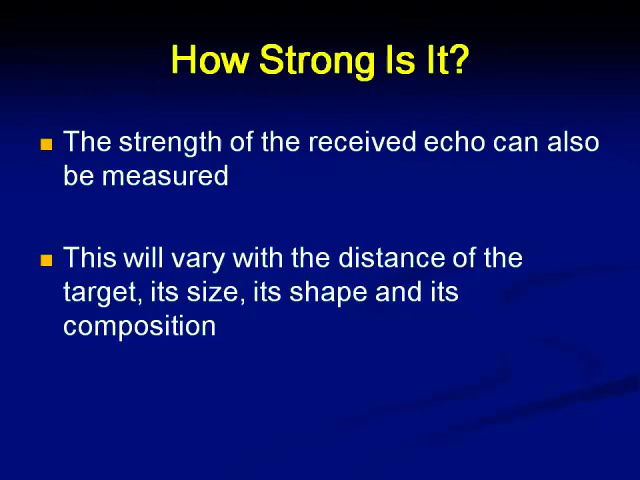 How Strong Is It?
The strength of the received echo can also
be measured
This will vary with the distance of the
target, its size, its shape and its
composition